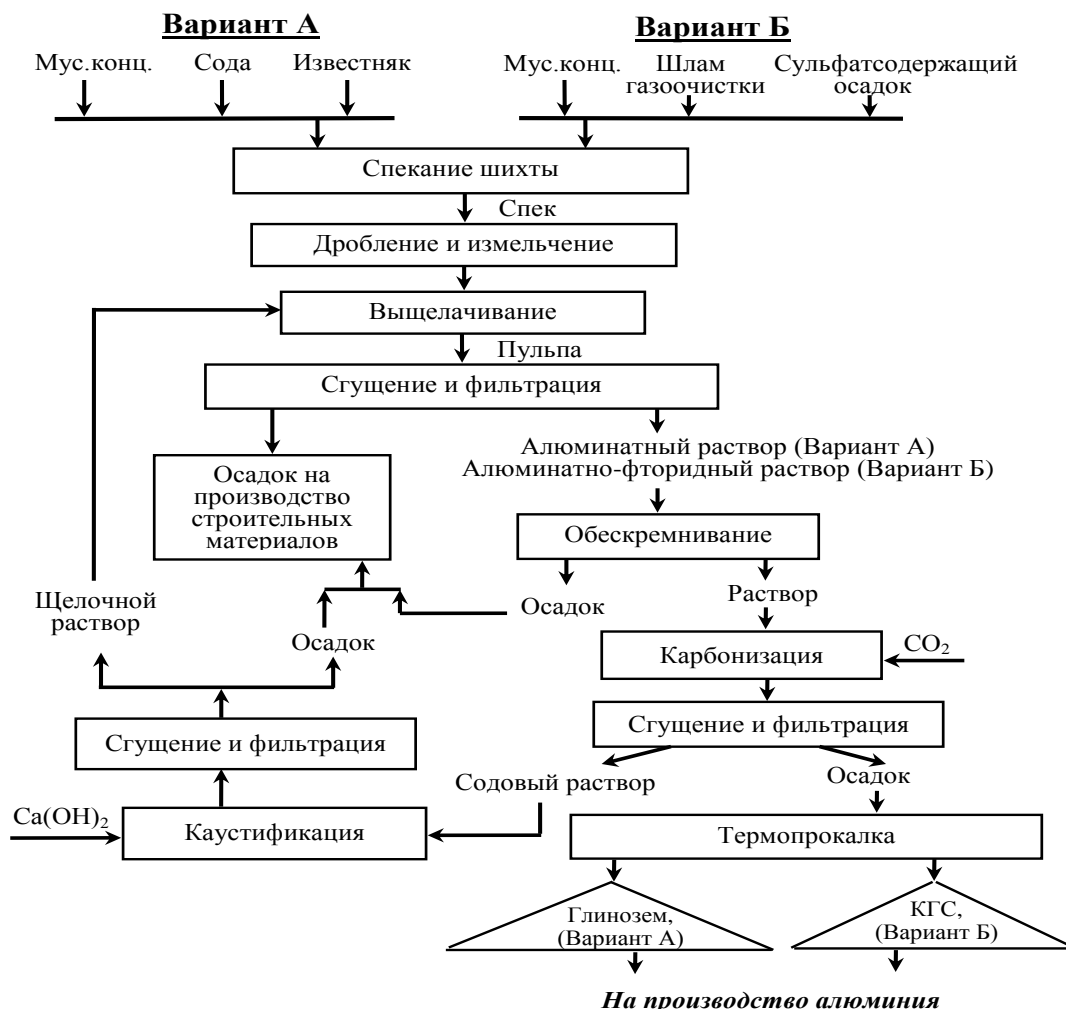 Вариант А
Вариант Б
Мус.конц.
Сода
Известняк
Мус.конц.
Шлам
газоочистки
Сульфатсодержащий
осадок
Спекание шихты
Спек
Дробление и измельчение
Выщелачивание
Пульпа
Сгущение и фильтрация
Алюминатный раствор (Вариант А)
Алюминатно-фторидный раствор (Вариант Б)
Осадок на
производство
строительных
материалов
Обескремнивание
Щелочной
раствор
Осадок
Осадок
Раствор
Карбонизация
CO₂
Сгущение и фильтрация
Сгущение и фильтрация
Содовый раствор
Осадок
Ca(OH)₂
Каустификация
Термопрокалка
Глинозем,
(Вариант А)
КГС,
(Вариант Б)
На производство алюминия